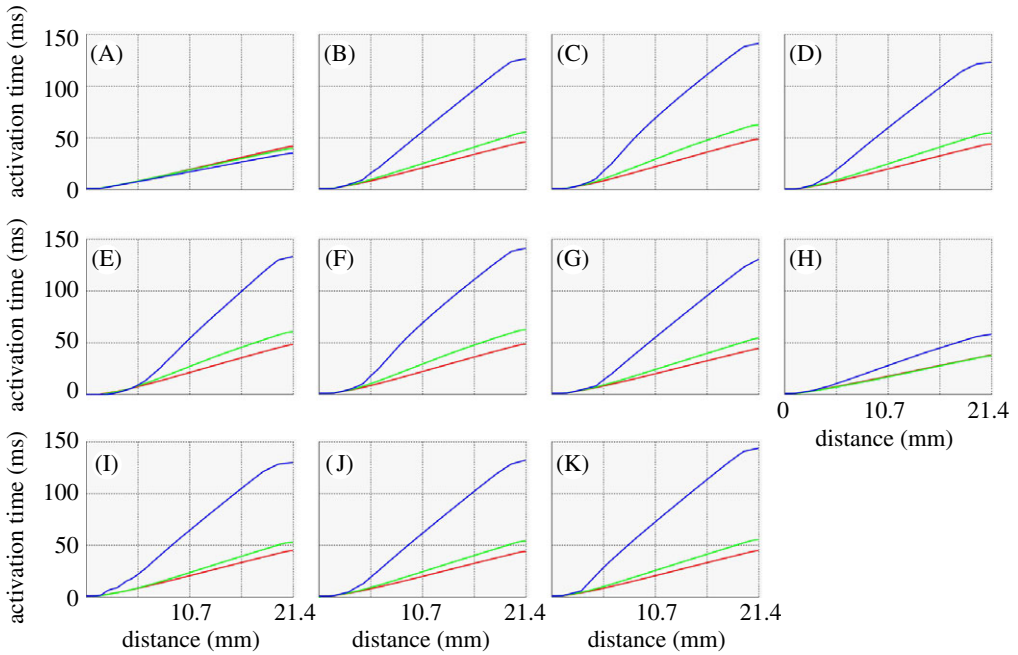 activation time (ms)
150
100
50
0
(A)
(B)
(C)
(D)
activation time (ms)
150
100
50
0
(E)
(F)
(G)
(H)
0
10.7
21.4
distance (mm)
activation time (ms)
150
100
50
0
(I)
(J)
(K)
10.7
21.4
10.7
21.4
10.7
21.4
distance (mm)
distance (mm)
distance (mm)